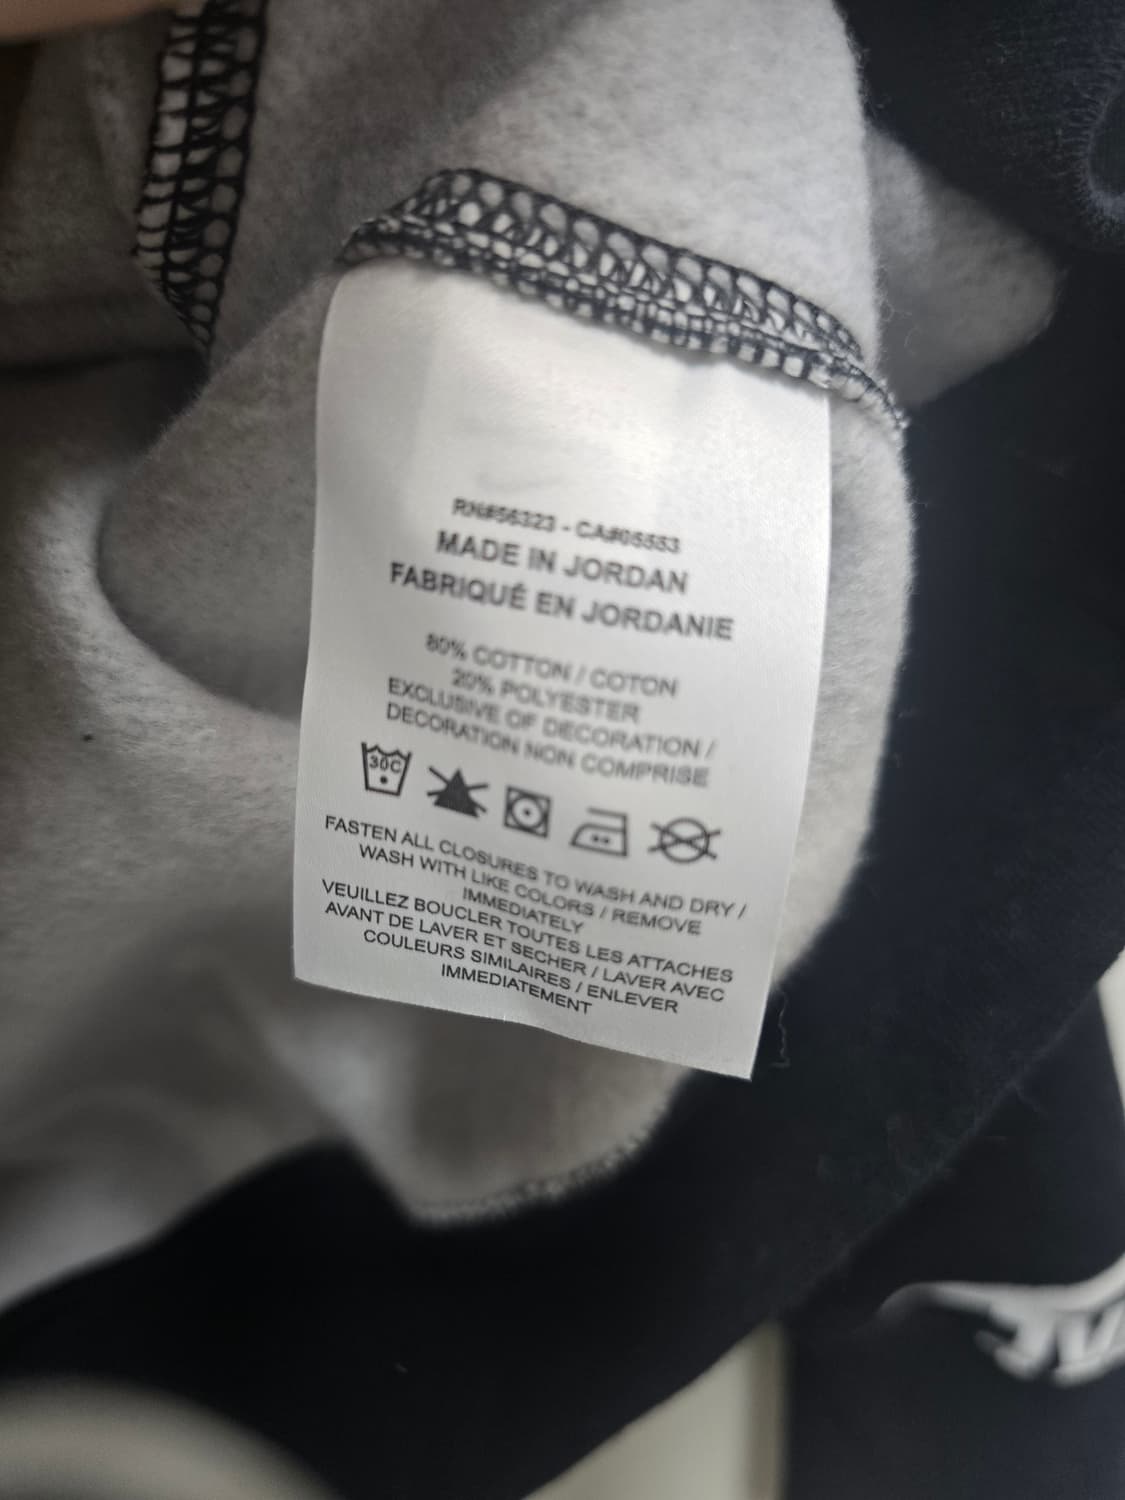 RN#56323 - CA#05553
MADE IN JORDAN
FABRIQUÉ EN JORDANIE
80% COTTON / COTON
20% POLYESTER
EXCLUSIVE OF DECORATION /
DECORATION NON COMPRISE
30C
FASTEN ALL CLOSURES TO WASH AND DRY /
WASH WITH LIKE COLORS / REMOVE
IMMEDIATELY
VEUILLEZ BOUCLER TOUTES LES ATTACHES
AVANT DE LAVER ET SECHER / LAVER AVEC
COULEURS SIMILAIRES / ENLEVER
IMMEDIATEMENT